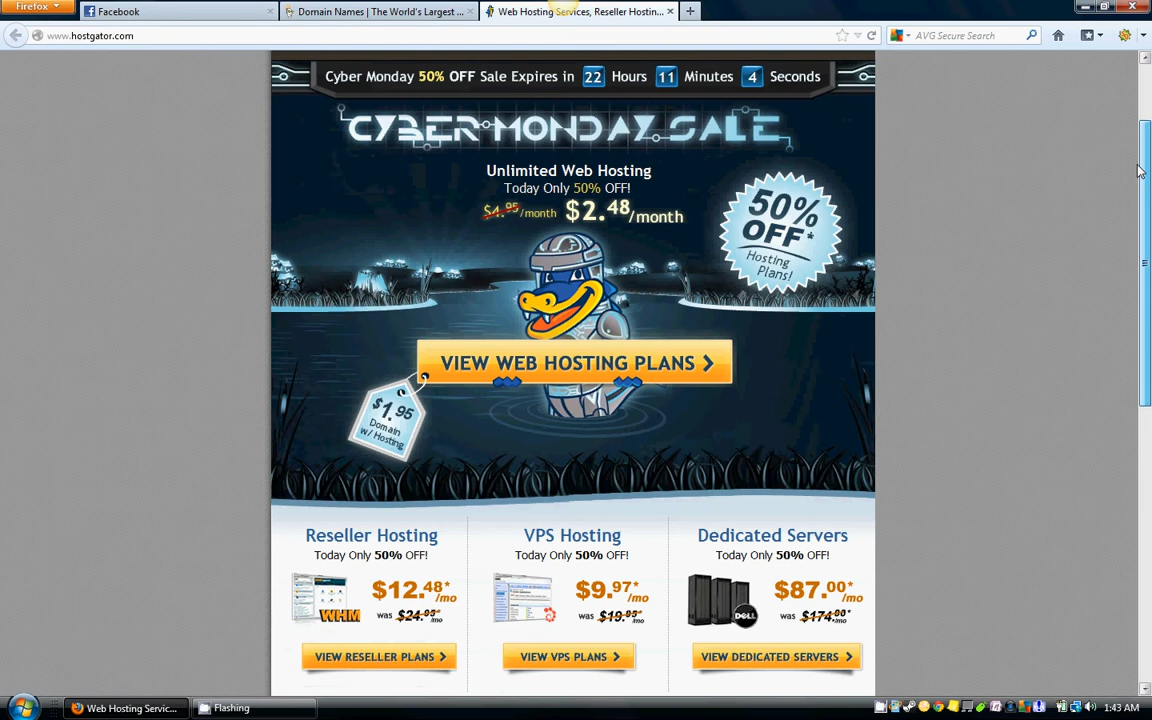 Firefox
Facebook
Domain Names | The World's Largest ...
Web Hosting Services, Reseller Hostin...
www.hostgator.com
AVG Secure Search
Cyber Monday 50% OFF Sale Expires in 22 Hours 11 Minutes 4 Seconds
CYBER MONDAY SALE
Unlimited Web Hosting
Today Only 50% OFF!
$4.95/month $2.48/month
50% OFF*
Hosting Plans!
VIEW WEB HOSTING PLANS
$1.95
Domain
w/ Hosting
Reseller Hosting
Today Only 50% OFF!
$12.48*/mo
was $24.95*/mo
WHM
VIEW RESELLER PLANS
VPS Hosting
Today Only 50% OFF!
$9.97*/mo
was $19.95*/mo
VIEW VPS PLANS
Dedicated Servers
Today Only 50% OFF!
$87.00*/mo
was $174.00*/mo
DELL
VIEW DEDICATED SERVERS
Web Hosting Servic...
Flashing
1:43 AM